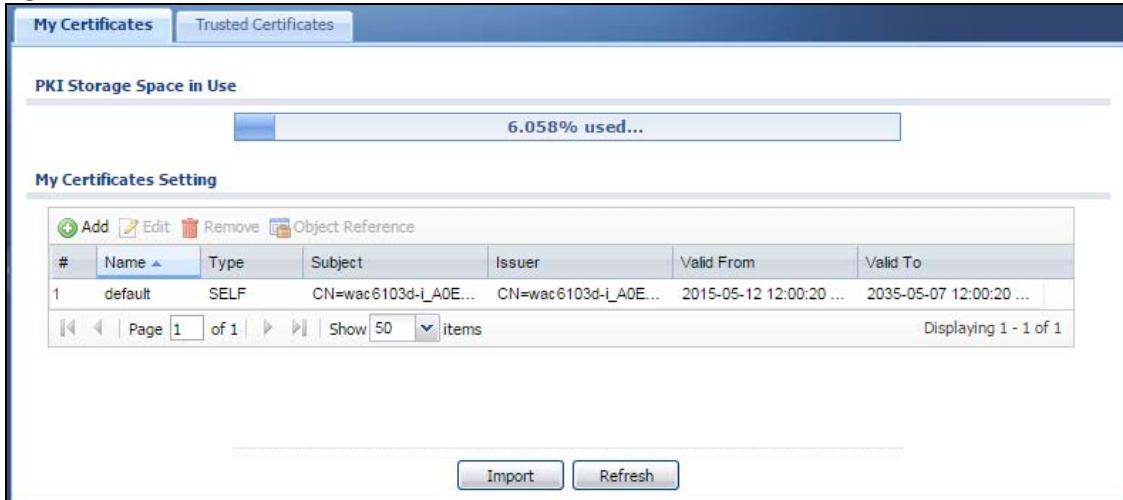 My Certificates Trusted Certificates
PKI Storage Space in Use
6.058% used...
My Certificates Setting
Add Edit Remove Object Reference
# Name Type Subject Issuer Valid From Valid To
1 default SELF CN=wac6103d-i_A0E... CN=wac6103d-i_A0E... 2015-05-12 12:00:20 ... 2035-05-07 12:00:20 ...
Page 1 of 1 Show 50 items Displaying 1 - 1 of 1
Import Refresh